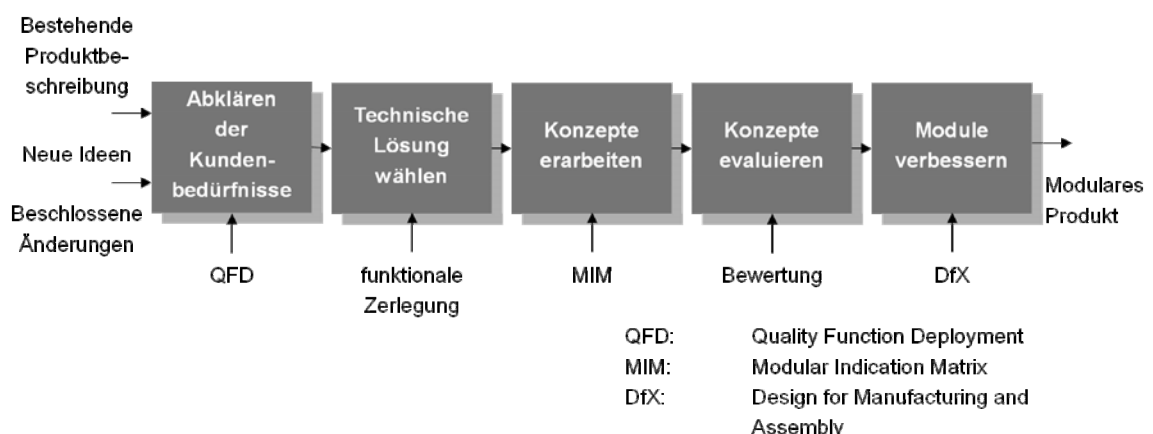 Bestehende
Produktbe-
schreibung
Neue Ideen
Beschlossene
Änderungen
Abklären
der
Kunden-
bedürfnisse
Technische
Lösung
wählen
Konzepte
erarbeiten
Konzepte
evaluieren
Module
verbessern
Modulares
Produkt
QFD
funktionale
Zerlegung
MIM
Bewertung
DfX
QFD: Quality Function Deployment
MIM: Modular Indication Matrix
DfX: Design for Manufacturing and
Assembly